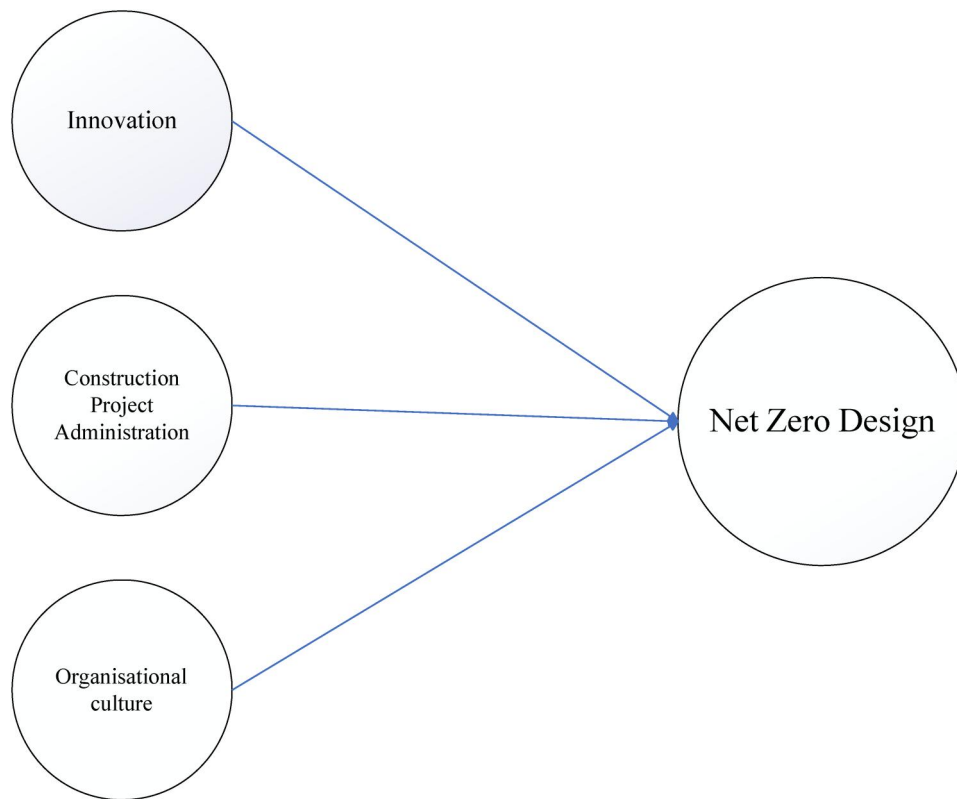 Innovation
Construction
Project
Administration
Net Zero Design
Organisational
culture